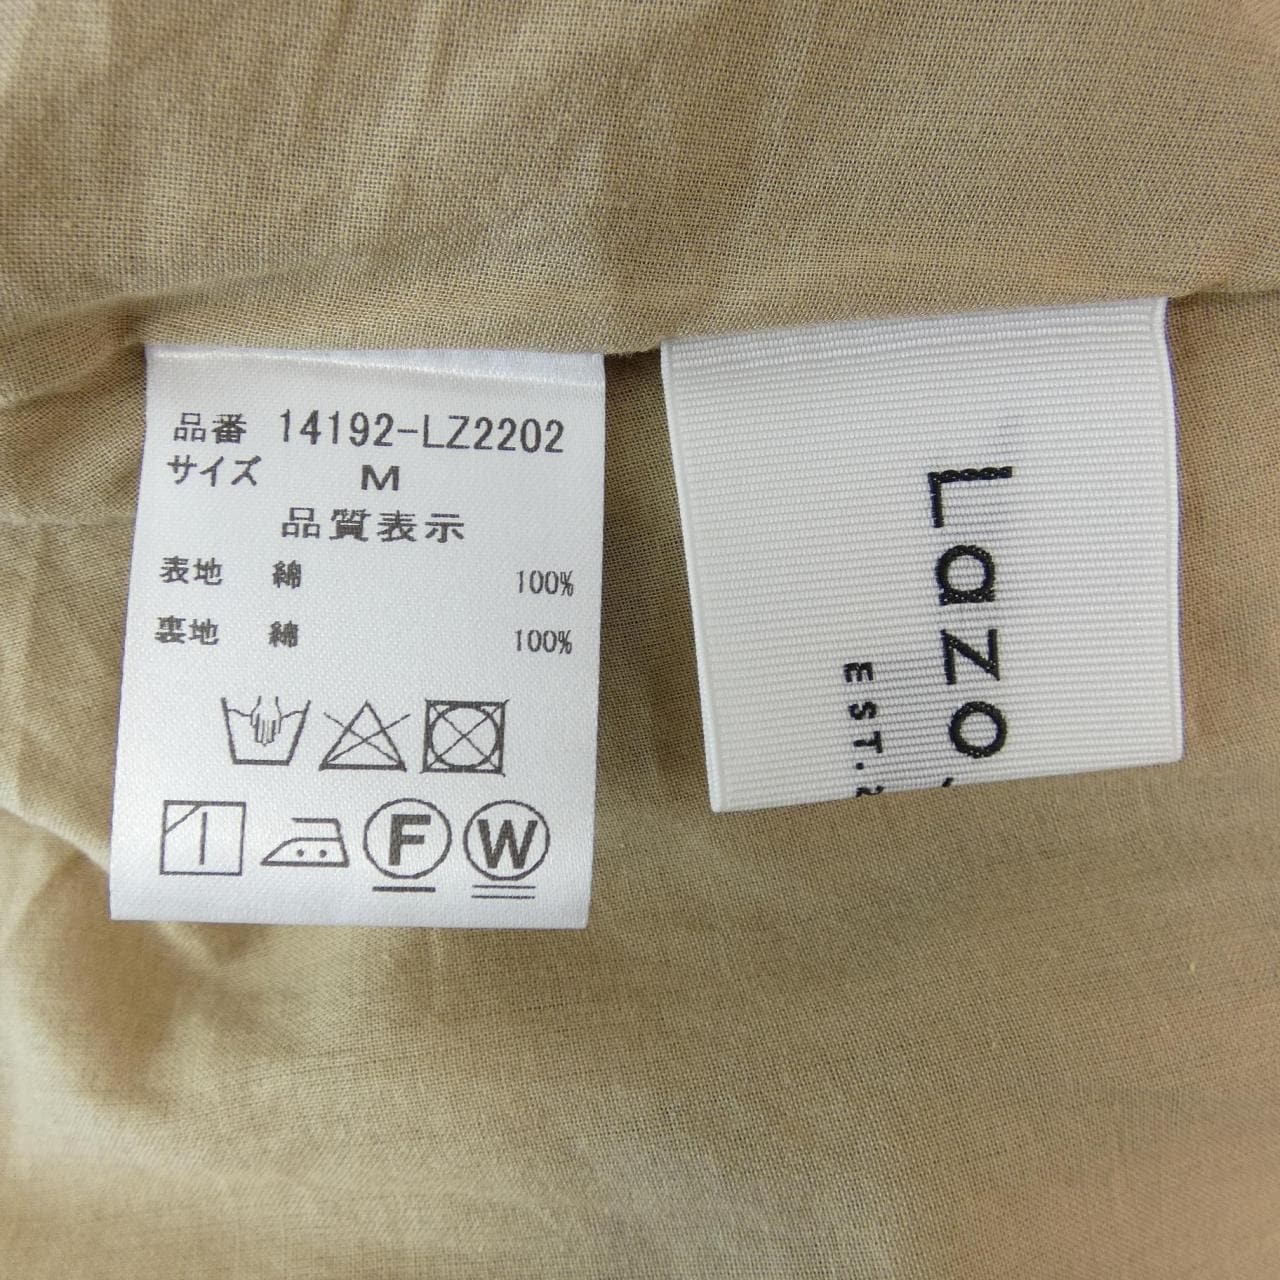 品番 14192-LZ2202
サイズ M
品質表示
表地 綿 100%
裏地 綿 100%
F W
Lazo
EST.2